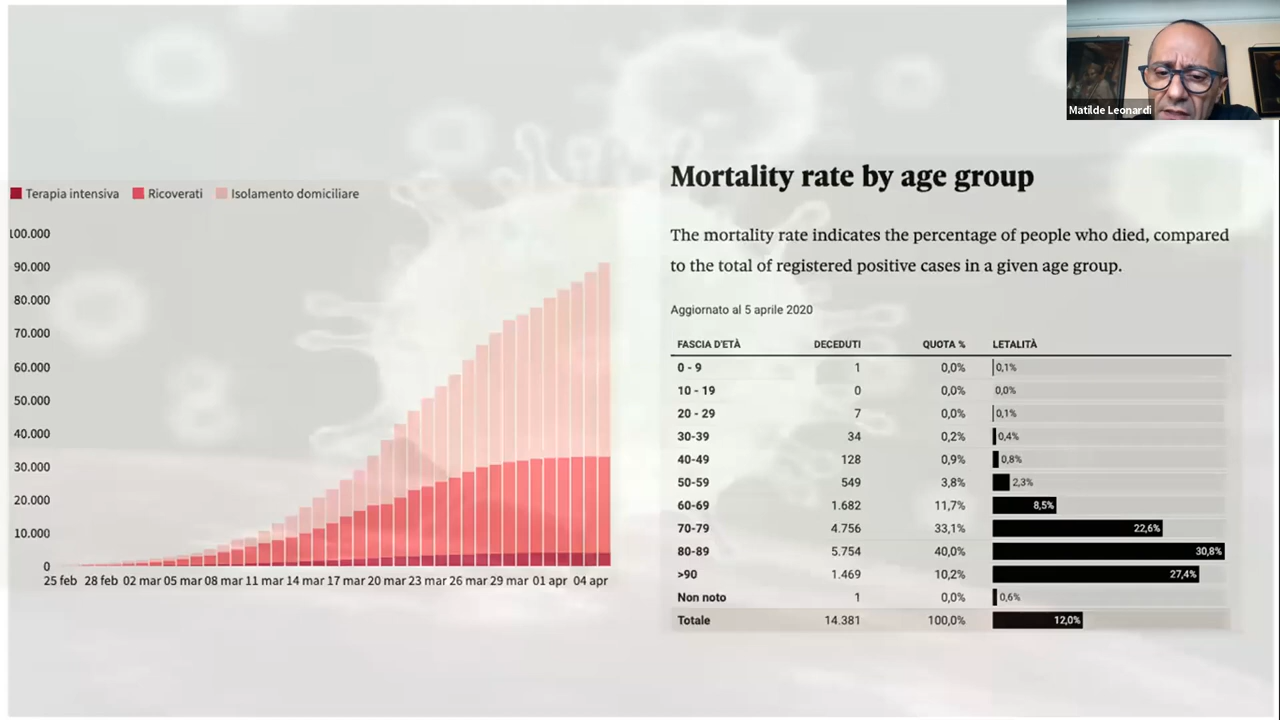 Matilde Leonardi
Terapia intensiva Ricoverati Isolamento domiciliare
100.000
90.000
80.000
70.000
60.000
50.000
40.000
30.000
20.000
10.000
0
25 feb 28 feb 02 mar 05 mar 08 mar 11 mar 14 mar 17 mar 20 mar 23 mar 26 mar 29 mar 01 apr 04 apr
Mortality rate by age group
The mortality rate indicates the percentage of people who died, compared
to the total of registered positive cases in a given age group.
Aggiornato al 5 aprile 2020
FASCIA D'ETÀ DECEDUTI QUOTA % LETALITÀ
0 - 9 1 0,0% 0,1%
10 - 19 0 0,0% 0,0%
20 - 29 7 0,0% 0,1%
30-39 34 0,2% 0,4%
40-49 128 0,9% 0,8%
50-59 549 3,8% 2,3%
60-69 1.682 11,7% 8,5%
70-79 4.756 33,1% 22,6%
80-89 5.754 40,0% 30,8%
>90 1.469 10,2% 27,4%
Non noto 1 0,0% 0,6%
Totale 14.381 100,0% 12,0%